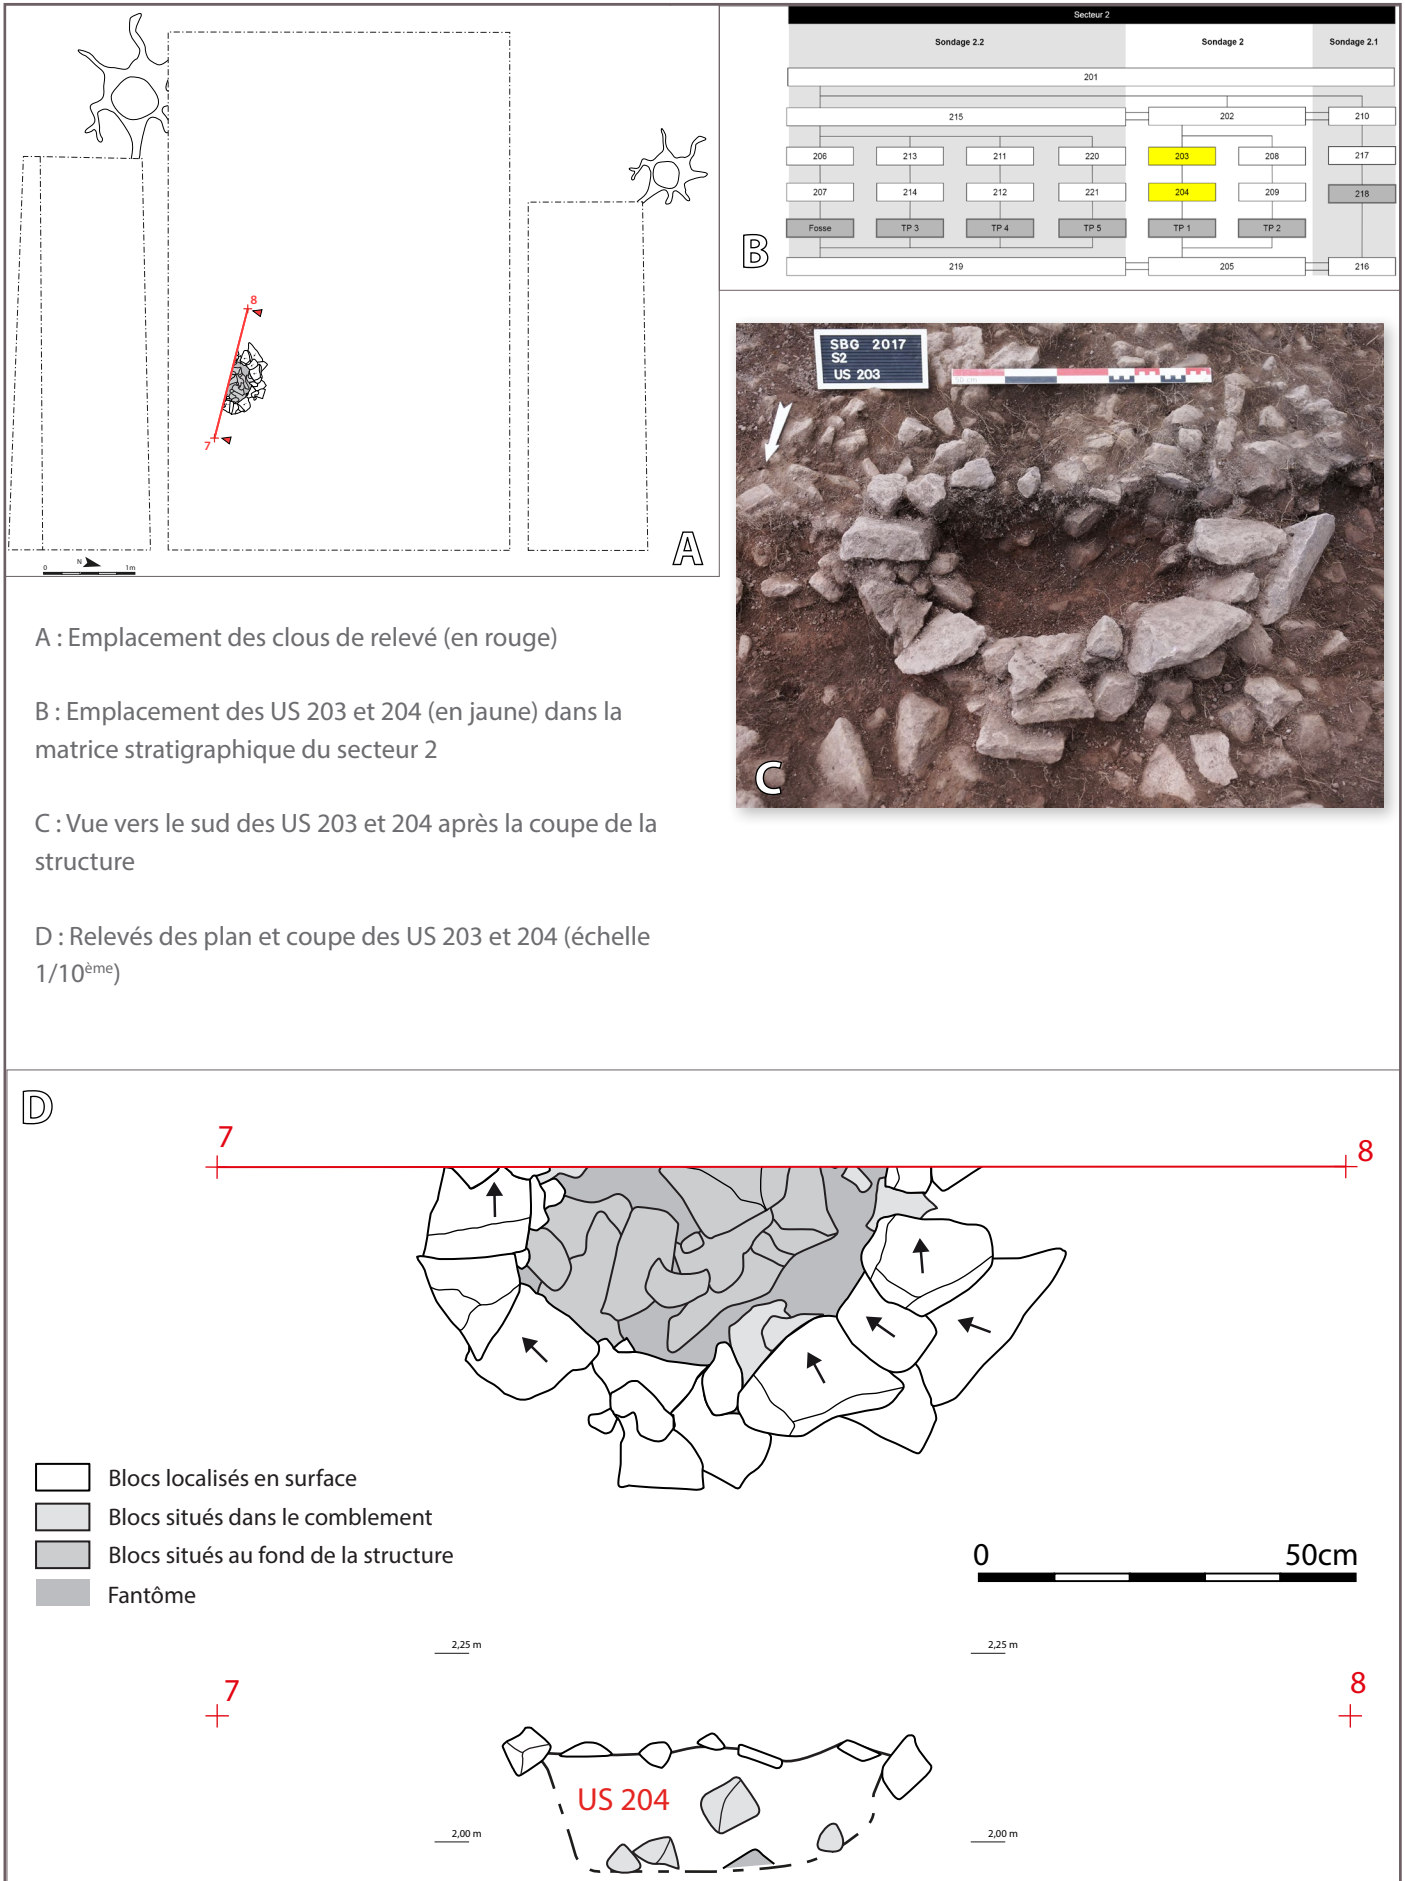 8
7
N
0 1m
A
Secteur 2
Sondage 2.2 Sondage 2 Sondage 2.1
201
215 202 210
206 213 211 220 203 208 217
207 214 212 221 204 209 218
Fosse TP 3 TP 4 TP 5 TP 1 TP 2
219 205 216
B
SBG 2017
S2
US 203
50 cm
C
A : Emplacement des clous de relevé (en rouge)
B : Emplacement des US 203 et 204 (en jaune) dans la
matrice stratigraphique du secteur 2
C : Vue vers le sud des US 203 et 204 après la coupe de la
structure
D : Relevés des plan et coupe des US 203 et 204 (échelle
1/10ème)
D
7 8
Blocs localisés en surface
Blocs situés dans le comblement
Blocs situés au fond de la structure
Fantôme
0 50cm
2,25 m 2,25 m
7 8
US 204
2,00 m 2,00 m